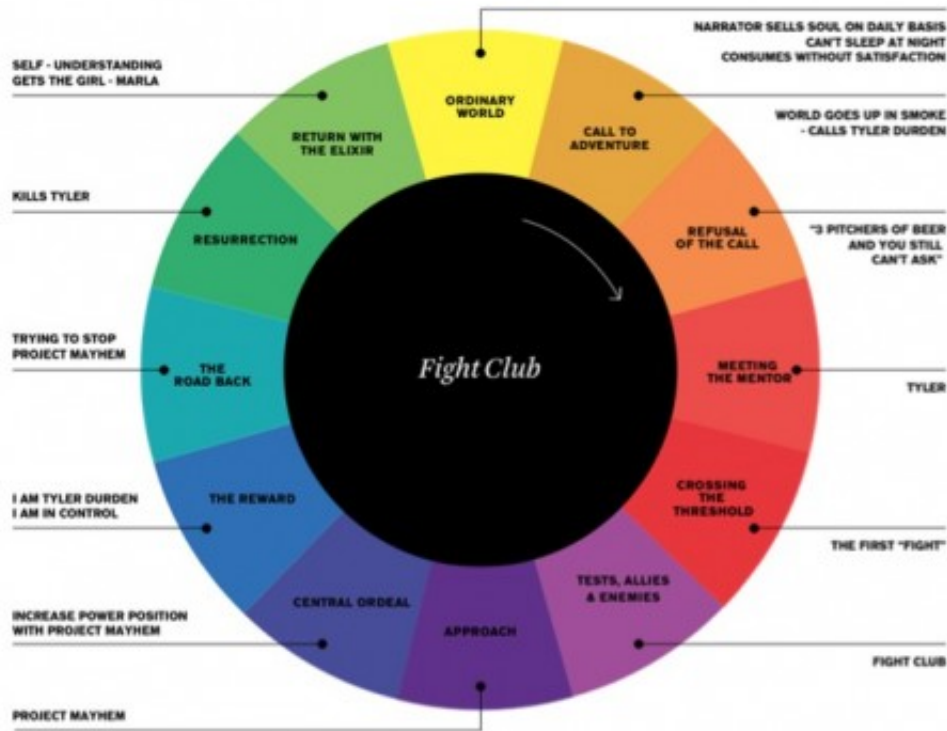 NARRATOR SELLS SOUL ON DAILY BASIS
CAN'T SLEEP AT NIGHT
CONSUMES WITHOUT SATISFACTION
ORDINARY
WORLD
CALL TO
ADVENTURE
WORLD GOES UP IN SMOKE
- CALLS TYLER DURDEN
REFUSAL
OF THE CALL
"3 PITCHERS OF BEER
AND YOU STILL
CAN'T ASK"
MEETING
THE MENTOR
TYLER
CROSSING
THE
THRESHOLD
THE FIRST "FIGHT"
TESTS, ALLIES
& ENEMIES
FIGHT CLUB
APPROACH
PROJECT MAYHEM
CENTRAL ORDEAL
INCREASE POWER POSITION
WITH PROJECT MAYHEM
THE REWARD
I AM TYLER DURDEN
I AM IN CONTROL
THE
ROAD BACK
TRYING TO STOP
PROJECT MAYHEM
RESURRECTION
KILLS TYLER
RETURN WITH
THE ELIXIR
SELF - UNDERSTANDING
GETS THE GIRL - MARLA
Fight Club